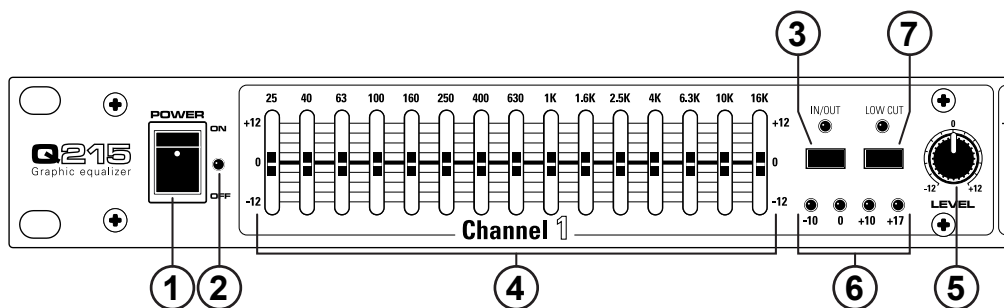 3 7
25 40 63 100 160 250 400 630 1K 1.6K 2.5K 4K 6.3K 10K 16K
POWER
ON
OFF
Q215
Graphic equalizer
+12 +12
0 0
-12 -12
Channel 1
IN/OUT LOW CUT
-10 0 +10 +17
0
-12 +12
LEVEL
1 2 4 6 5